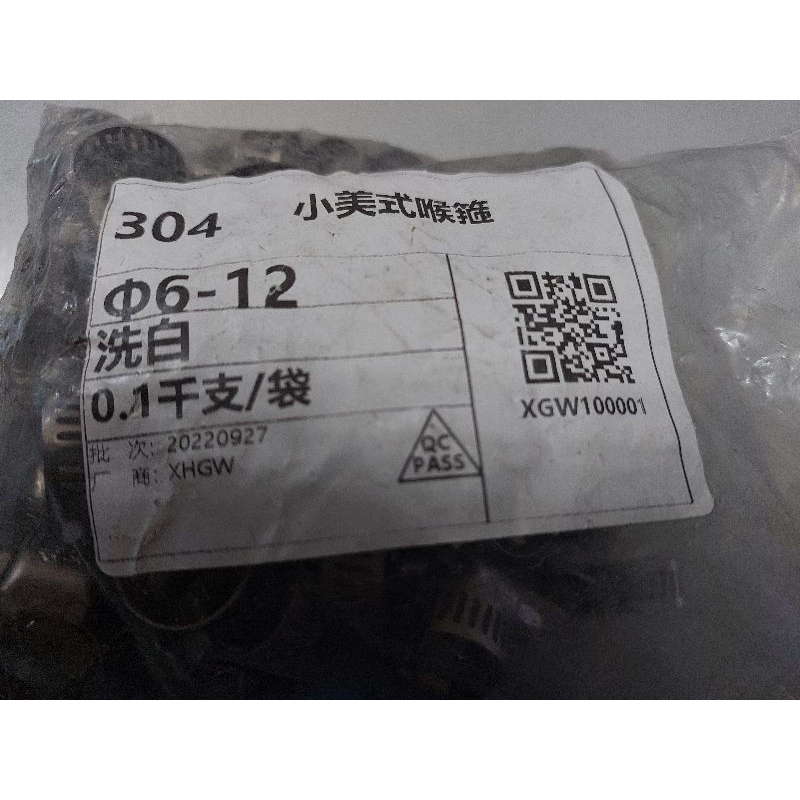 304 小美式喉箍
Φ6-12
洗白
0.1千支/袋
批 次: 20220927
厂 商: XHGW
QC
PASS
XGW100001